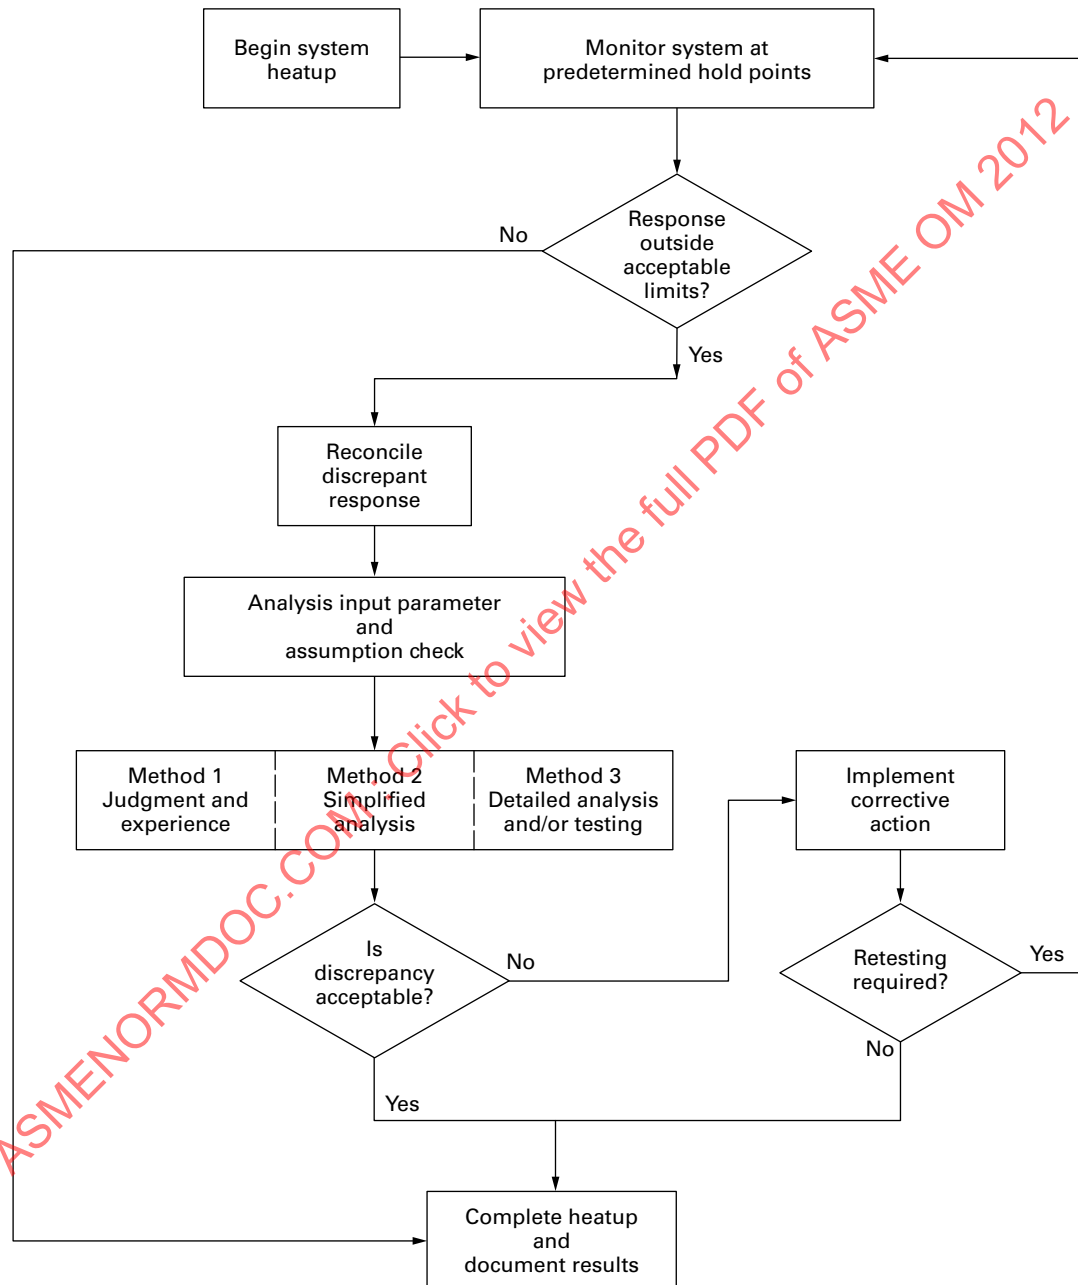 Begin system
heatup
Monitor system at
predetermined hold points
Response
outside
acceptable
limits?
No
Yes
Reconcile
discrepant
response
Analysis input parameter
and
assumption check
Method 1
Judgment and
experience
Method 2
Simplified
analysis
Method 3
Detailed analysis
and/or testing
Implement
corrective
action
Is
discrepancy
acceptable?
No
Retesting
required?
Yes
No
Yes
Complete heatup
and
document results
ASMENORMDOC.COM : Click to view the full PDF of ASME OM 2012